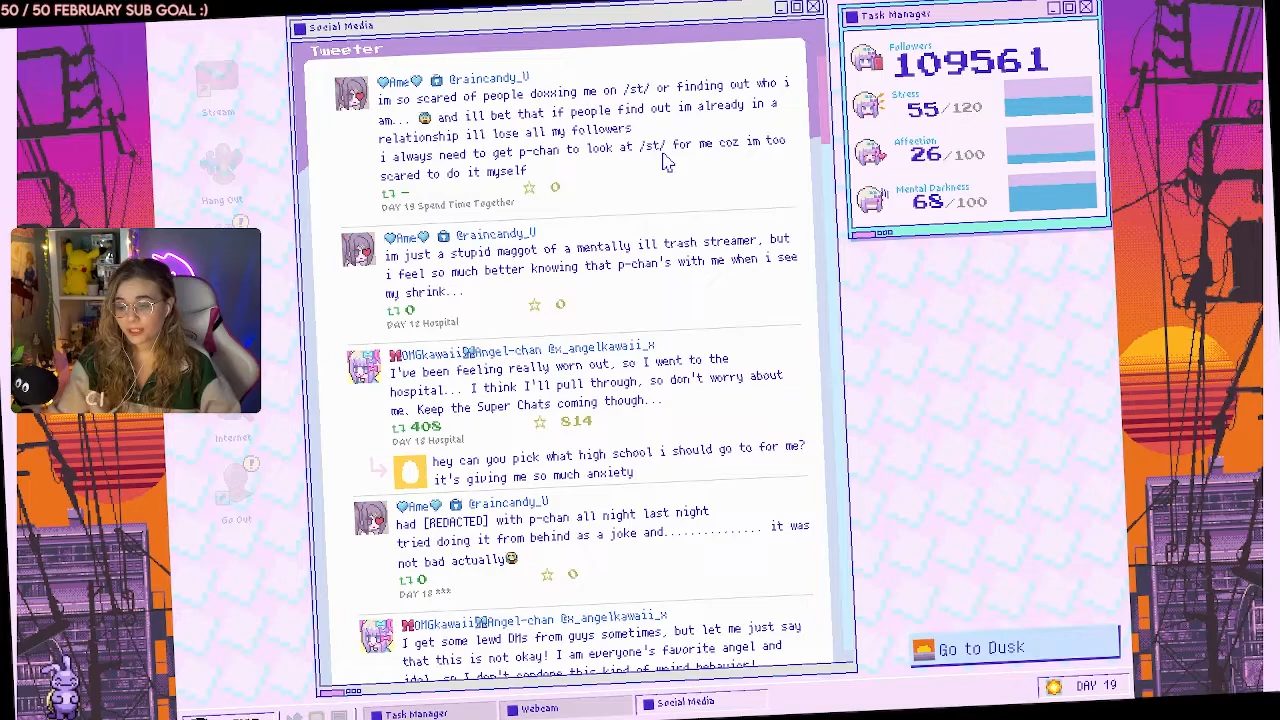 50 / 50 FEBRUARY SUB GOAL :)
Stream
Hang Out
Internet
Go Out
Social Media
Tweeter
Ame @raincandy_U
im so scared of people doxxing me on /st/ or finding out who i
am... and ill bet that if people find out im already in a
relationship ill lose all my followers
i always need to get p-chan to look at /st/ for me coz im too
scared to do it myself
— 0
DAY 19 Spend Time Together
Ame @raincandy_U
im just a stupid maggot of a mentally ill trash streamer, but
i feel so much better knowing that p-chan's with me when i see
my shrink...
0 0
DAY 18 Hospital
OMGkawaii Angel-chan @x_angelkawaii_x
I've been feeling really worn out, so I went to the
hospital... I think I'll pull through, so don't worry about
me. Keep the Super Chats coming though...
408 814
DAY 18 Hospital
hey can you pick what high school i should go to for me?
it's giving me so much anxiety
Ame @raincandy_U
had [REDACTED] with p-chan all night last night
tried doing it from behind as a joke and............. it was
not bad actually
0 0
DAY 18 ***
@x_angelkawaii_x
DMs from guys sometimes, but let me just say
okay. I am everyone's favorite angel and
Task Manager
Followers
109561
Stress
55/120
Affection
26/100
Mental Darkness
68/100
Go to Dusk
DAY 19
Task Manager
Webcam
Social Media